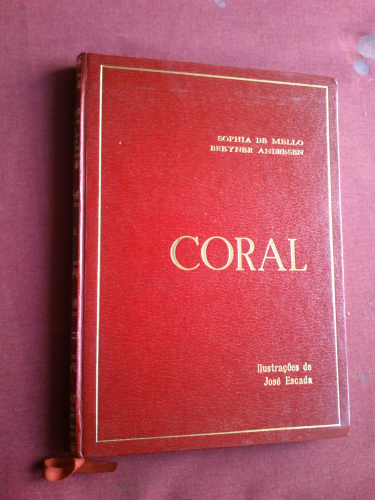 SOPHIA DE MELLO
BREYNER ANDRESEN
CORAL
Ilustrações de
José Escada